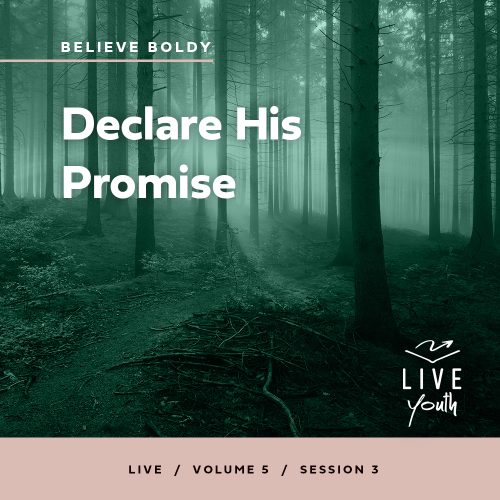 BELIEVE BOLDY
Declare His
Promise
LIVE
Youth
LIVE / VOLUME 5 / SESSION 3